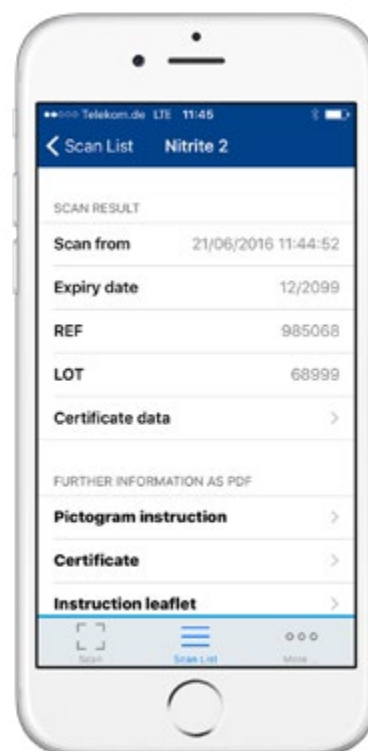 Telekom.de LTE 11:45
Scan List Nitrite 2
SCAN RESULT
Scan from 21/06/2016 11:44:52
Expiry date 12/2099
REF 985068
LOT 68999
Certificate data
FURTHER INFORMATION AS PDF
Pictogram instruction
Certificate
Instruction leaflet
Scan Scan List More ...